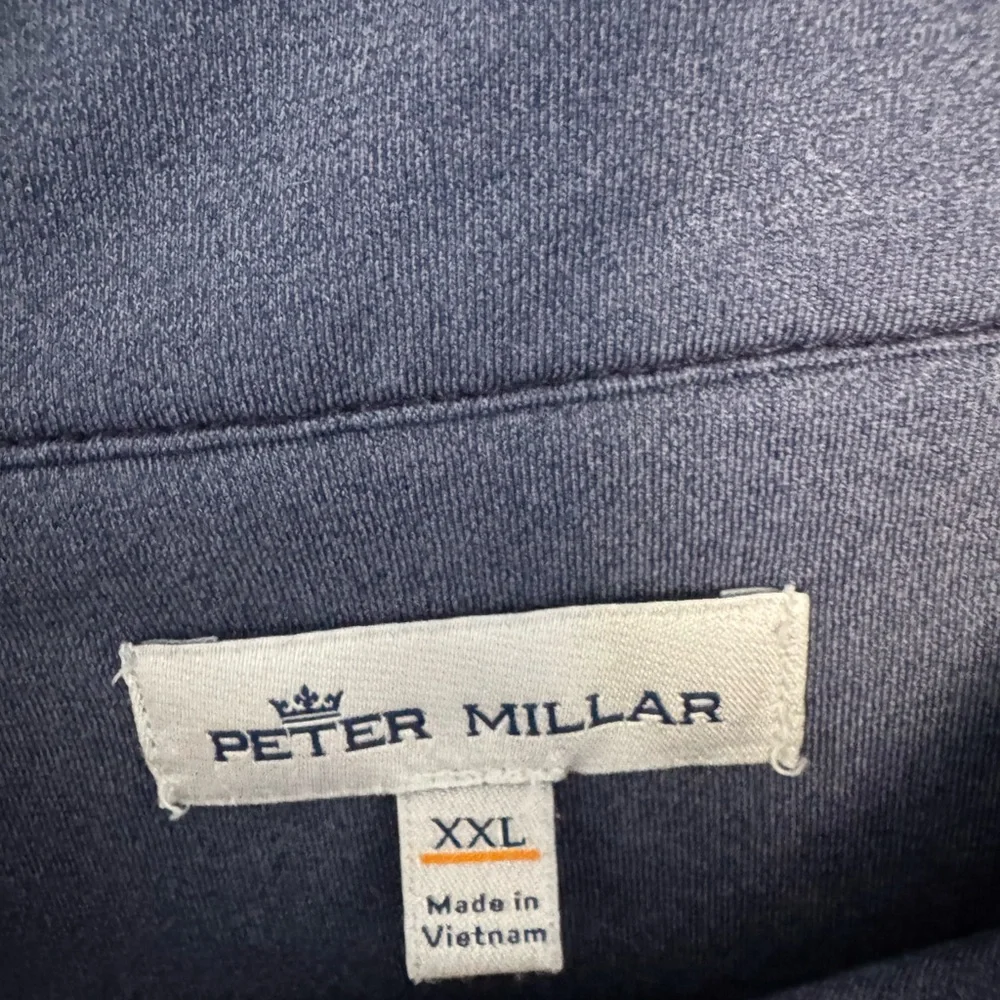 PETER MILLAR
XXL
Made in
Vietnam